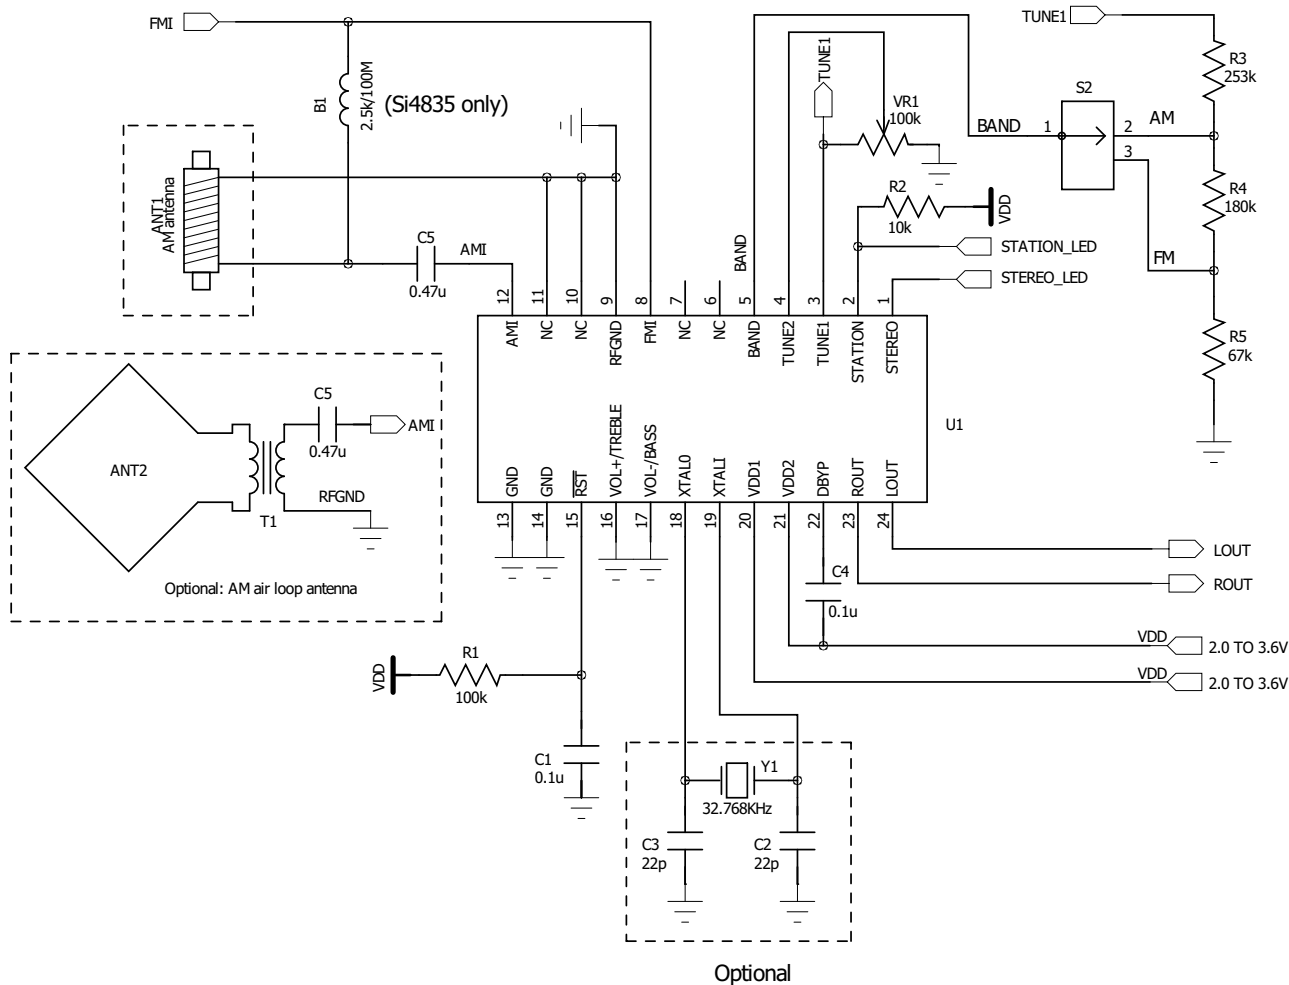 FMI
B1
2.5k/100M
(Si4835 only)
ANT1
AM antenna
C5
0.47u
AMI
TUNE1
VR1
100k
R2
10k
VDD
STATION_LED
STEREO_LED
BAND
BAND
TUNE1
R3
253k
S2
1
2
3
AM
FM
R4
180k
R5
67k
12
11
10
9
8
7
6
5
4
3
2
1
AMI
NC
NC
RFGND
FMI
NC
NC
BAND
TUNE2
TUNE1
STATION
STEREO
U1
GND
GND
RST
VOL+/TREBLE
VOL-/BASS
XTAL0
XTALI
VDD1
VDD2
DBYP
ROUT
LOUT
13
14
15
16
17
18
19
20
21
22
23
24
ANT2
T1
C5
0.47u
AMI
RFGND
Optional: AM air loop antenna
C4
0.1u
LOUT
ROUT
VDD
2.0 TO 3.6V
VDD
2.0 TO 3.6V
VDD
R1
100k
C1
0.1u
Y1
32.768KHz
C3
22p
C2
22p
Optional